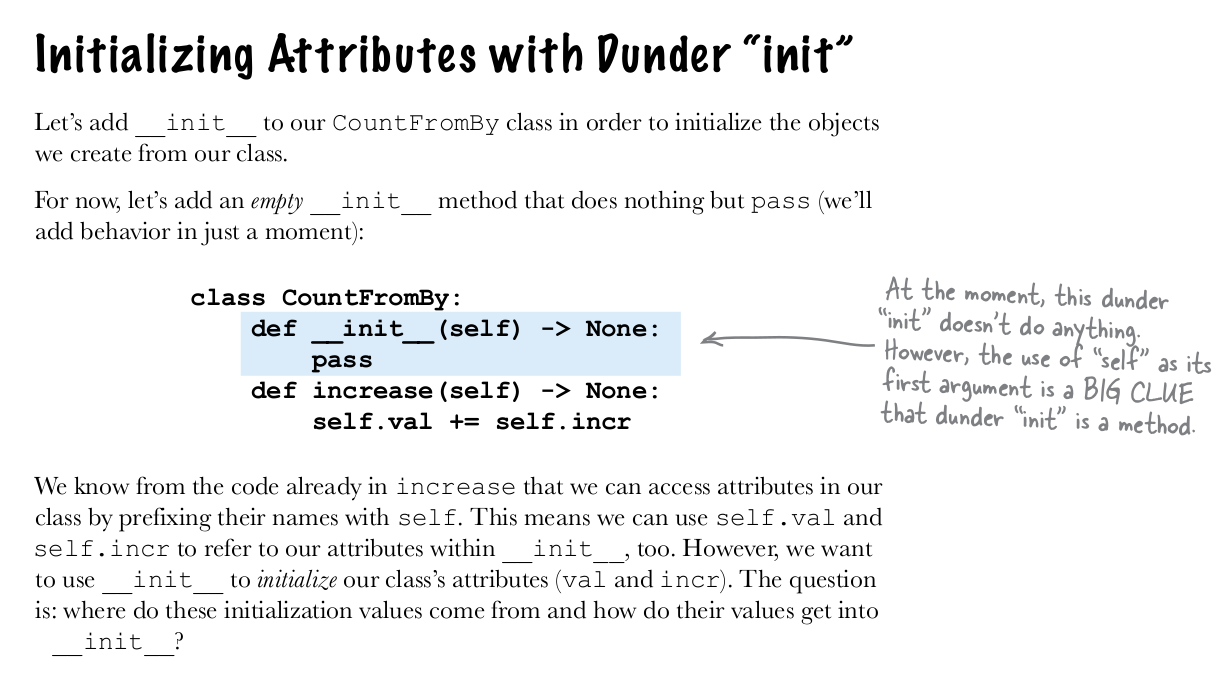 Initializing Attributes with Dunder “init”
Let’s add __init__ to our CountFromBy class in order to initialize the objects
we create from our class.
For now, let’s add an empty __init__ method that does nothing but pass (we’ll
add behavior in just a moment):
class CountFromBy:
    def __init__(self) -> None:
        pass
    def increase(self) -> None:
        self.val += self.incr
At the moment, this dunder
“init” doesn’t do anything.
However, the use of “self” as its
first argument is a BIG CLUE
that dunder “init” is a method.
We know from the code already in increase that we can access attributes in our
class by prefixing their names with self. This means we can use self.val and
self.incr to refer to our attributes within __init__, too. However, we want
to use __init__ to initialize our class’s attributes (val and incr). The question
is: where do these initialization values come from and how do their values get into
__init__?